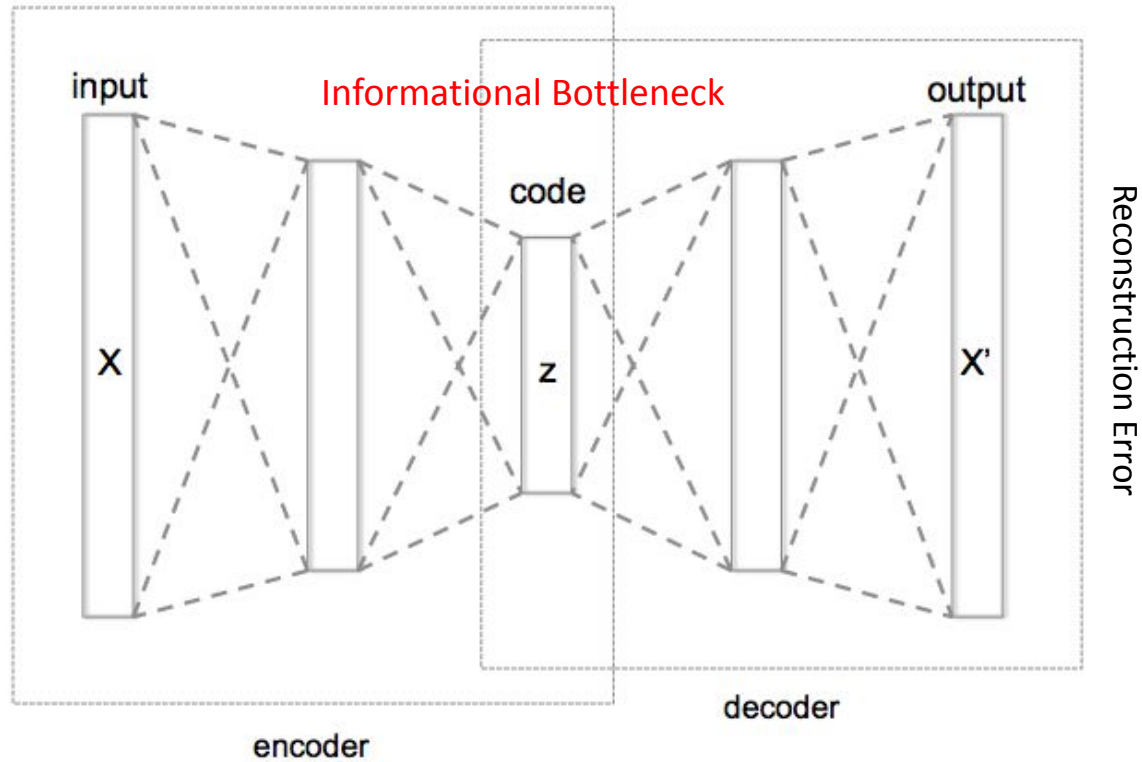 input
Informational Bottleneck
output
code
X
z
X'
Reconstruction Error
decoder
encoder